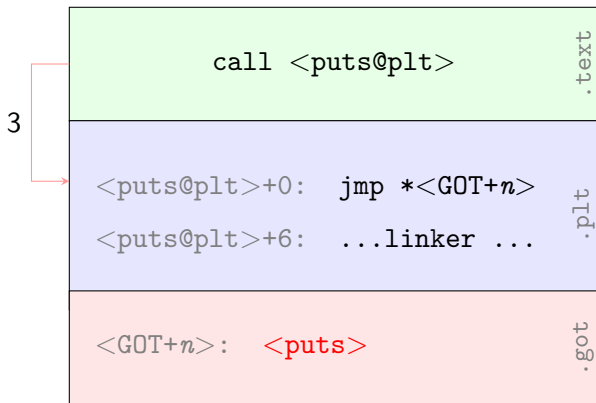 call <puts@plt>
.text
3
<puts@plt>+0: jmp *<GOT+n>
<puts@plt>+6: ...linker ...
.plt
<GOT+n>: <puts>
.got